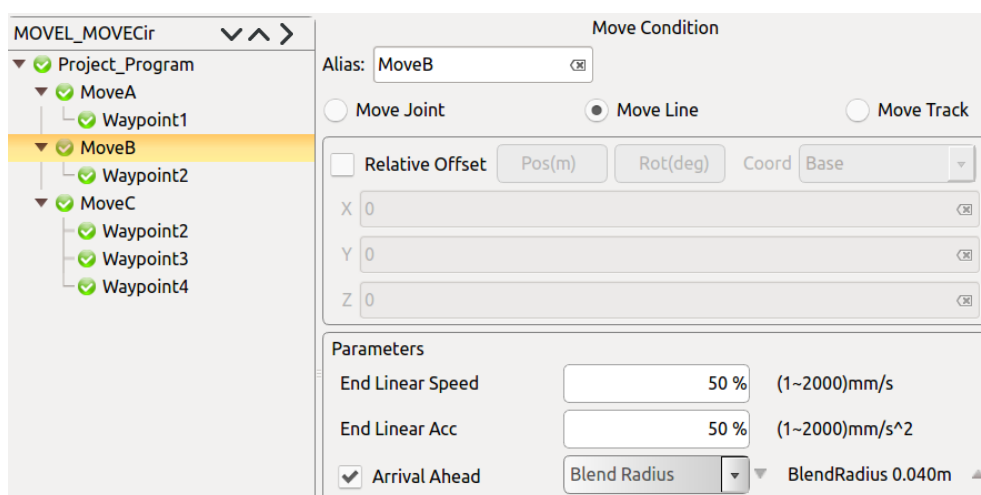 MOVEL_MOVECir
Project_Program
MoveA
Waypoint1
MoveB
Waypoint2
MoveC
Waypoint2
Waypoint3
Waypoint4
Move Condition
Alias: MoveB
Move Joint Move Line Move Track
Relative Offset Pos(m) Rot(deg) Coord Base
X 0
Y 0
Z 0
Parameters
End Linear Speed 50 % (1~2000)mm/s
End Linear Acc 50 % (1~2000)mm/s^2
Arrival Ahead Blend Radius BlendRadius 0.040m